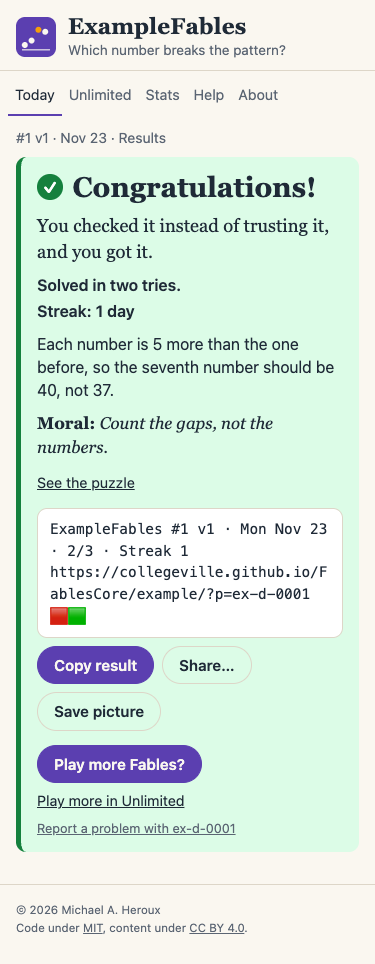 ExampleFables
Which number breaks the pattern?
Today Unlimited Stats Help About
#1 v1 · Nov 23 · Results
Congratulations!
You checked it instead of trusting it,
and you got it.
Solved in two tries.
Streak: 1 day
Each number is 5 more than the one
before, so the seventh number should be
40, not 37.
Moral: Count the gaps, not the
numbers.
See the puzzle
ExampleFables #1 v1 · Mon Nov 23
· 2/3 · Streak 1
https://collegeville.github.io/F
ablesCore/example/?p=ex-d-0001
Copy result Share...
Save picture
Play more Fables?
Play more in Unlimited
Report a problem with ex-d-0001
© 2026 Michael A. Heroux
Code under MIT, content under CC BY 4.0.